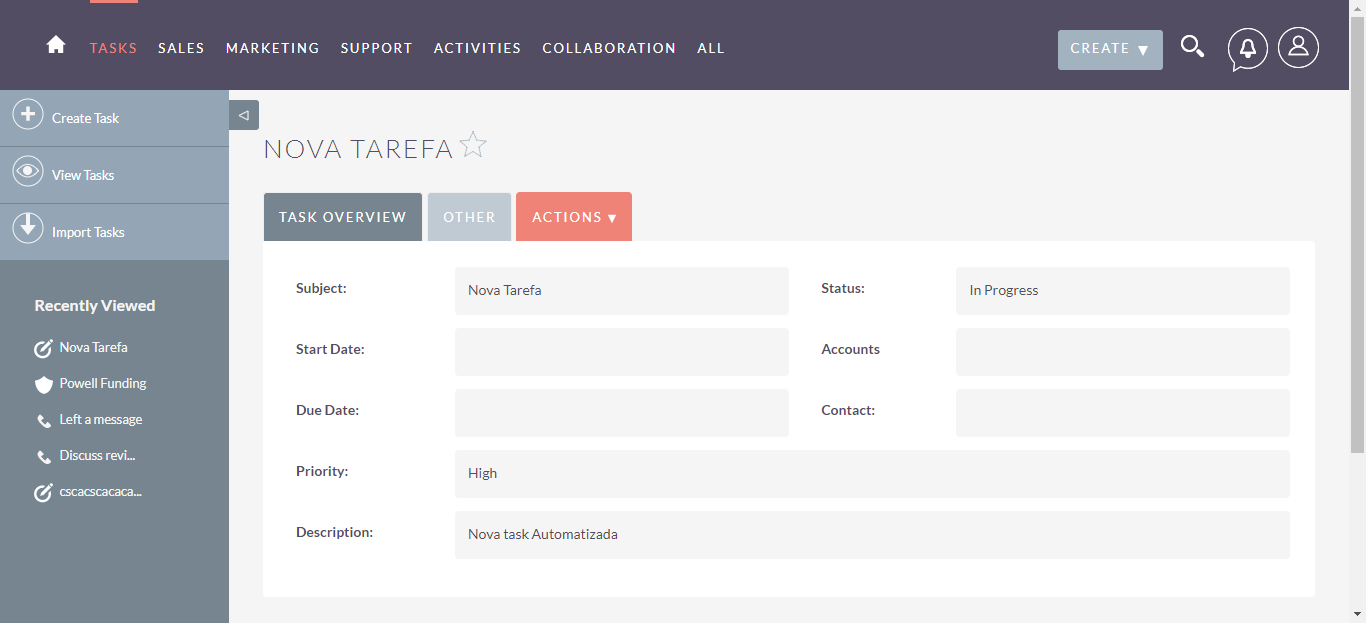 TASKS SALES MARKETING SUPPORT ACTIVITIES COLLABORATION ALL CREATE ▼
Create Task
View Tasks
Import Tasks
Recently Viewed
Nova Tarefa
Powell Funding
Left a message
Discuss revi...
cscacscacaca...
NOVA TAREFA
TASK OVERVIEW OTHER ACTIONS ▼
Subject: Nova Tarefa Status: In Progress
Start Date: Accounts
Due Date: Contact:
Priority: High
Description: Nova task Automatizada